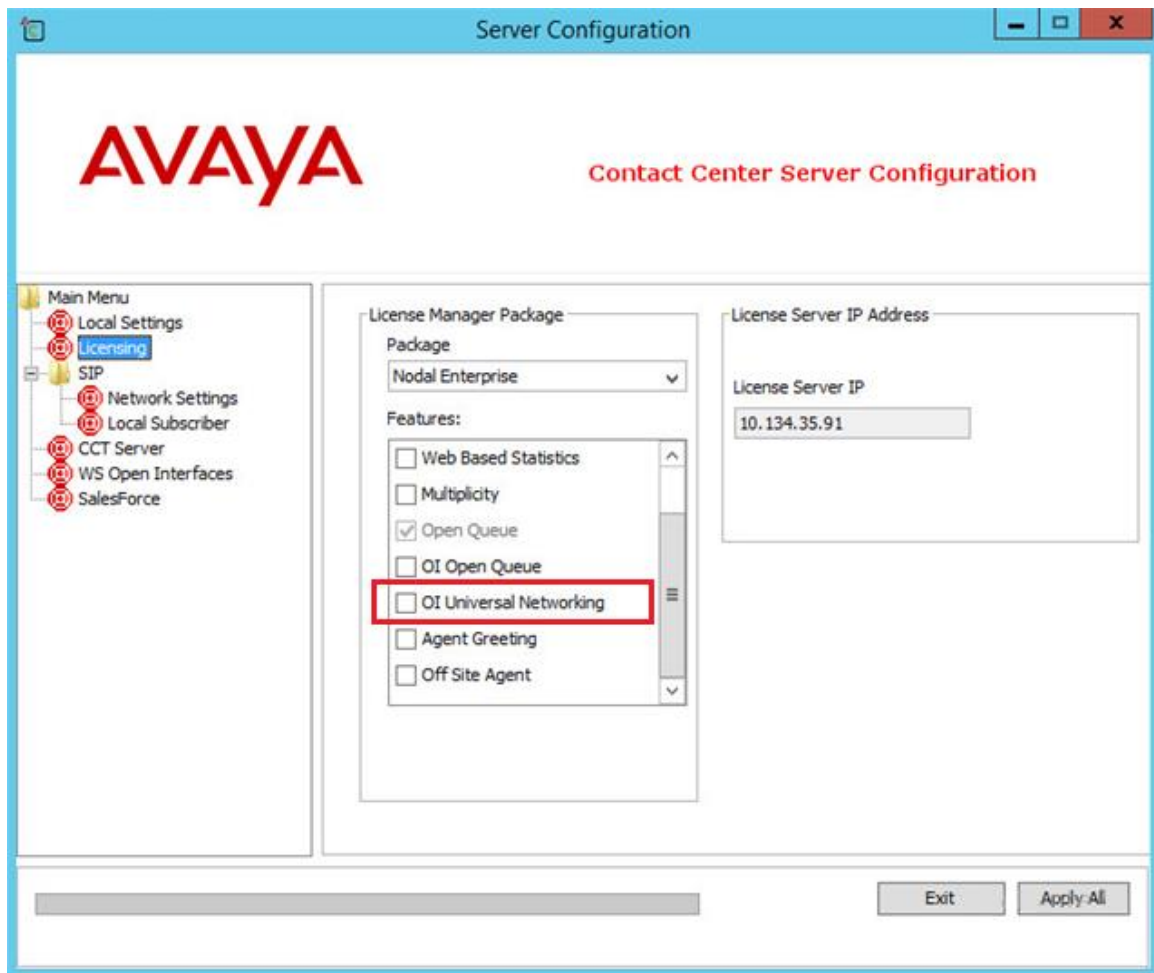 Server Configuration
AVAYA
Contact Center Server Configuration
Main Menu
Local Settings
Licensing
SIP
Network Settings
Local Subscriber
CCT Server
WS Open Interfaces
SalesForce
License Manager Package
Package
Nodal Enterprise
Features:
Web Based Statistics
Multiplicity
Open Queue
OI Open Queue
OI Universal Networking
Agent Greeting
Off Site Agent
License Server IP Address
License Server IP
10.134.35.91
Exit
Apply All